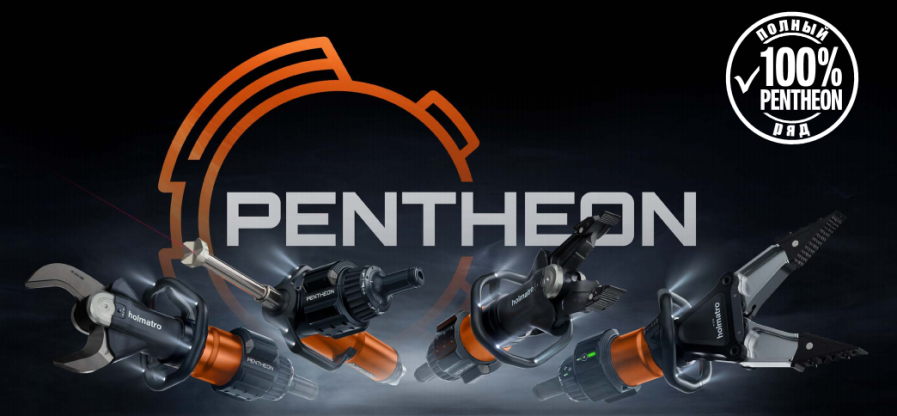 ПОЛНЫЙ
100%
PENTHEON
РЯД
PENTHEON
holmatro
PENTHEON
PENTHEON
holmatro
holmatro